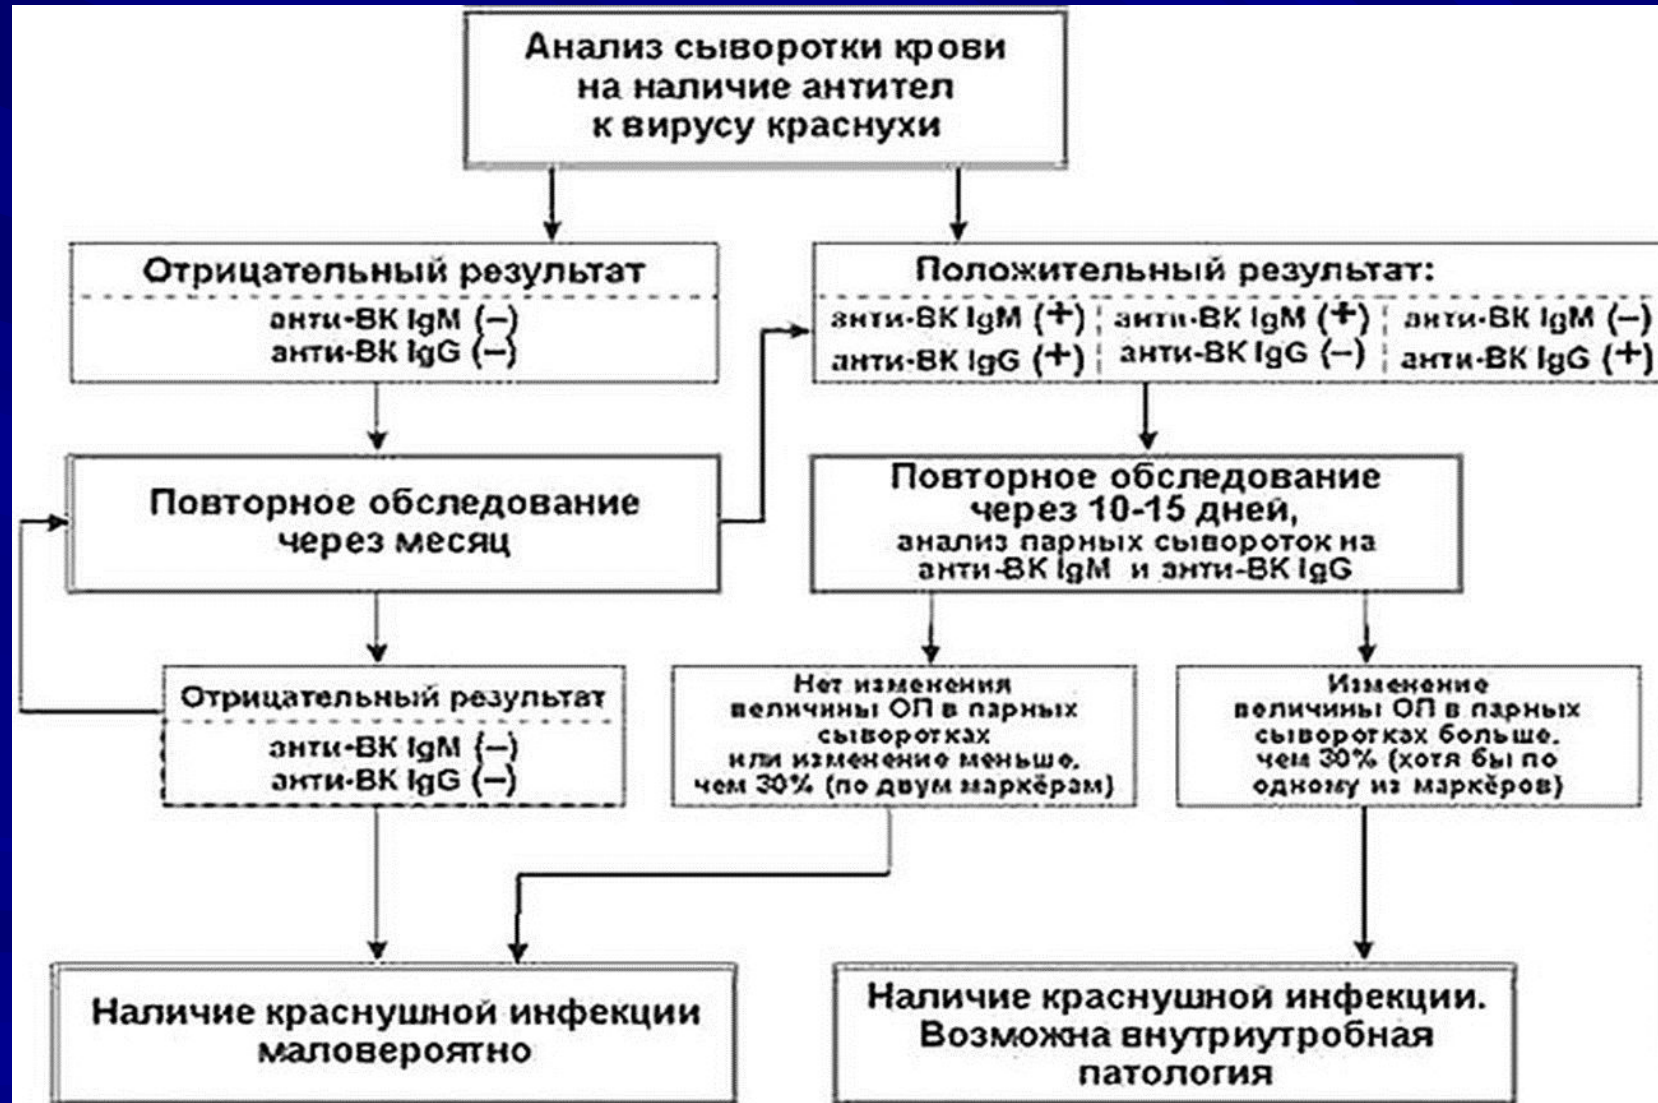 Анализ сыворотки крови
на наличие антител
к вирусу краснухи
Отрицательный результат
анти-ВК IgM (−)
анти-ВК IgG (−)
Положительный результат:
анти-ВК IgM (+) анти-ВК IgM (+) анти-ВК IgM (−)
анти-ВК IgG (+) анти-ВК IgG (−) анти-ВК IgG (+)
Повторное обследование
через месяц
Повторное обследование
через 10-15 дней,
анализ парных сывороток на
анти-ВК IgM и анти-ВК IgG
Отрицательный результат
анти-ВК IgM (−)
анти-ВК IgG (−)
Нет изменения
величины ОП в парных
сыворотках
или изменение меньше,
чем 30% (по двум маркёрам)
Изменение
величины ОП в парных
сыворотках больше,
чем 30% (хотя бы по
одному из маркёров)
Наличие краснушной инфекции
маловероятно
Наличие краснушной инфекции.
Возможна внутриутробная
патология